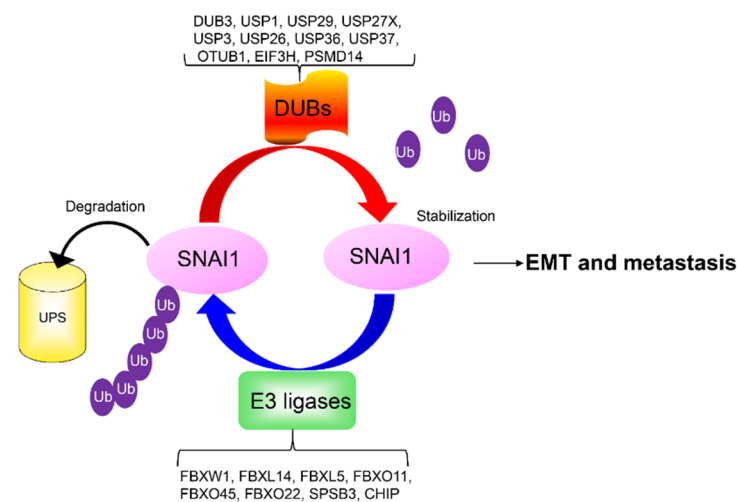 DUB3, USP1, USP29, USP27X,
USP3, USP26, USP36, USP37,
OTUB1, EIF3H, PSMD14
DUBs
Ub
Ub
Ub
Degradation
Stabilization
SNAI1
SNAI1
EMT and metastasis
UPS
Ub
Ub
Ub
Ub
Ub
E3 ligases
FBXW1, FBXL14, FBXL5, FBXO11,
FBXO45, FBXO22, SPSB3, CHIP